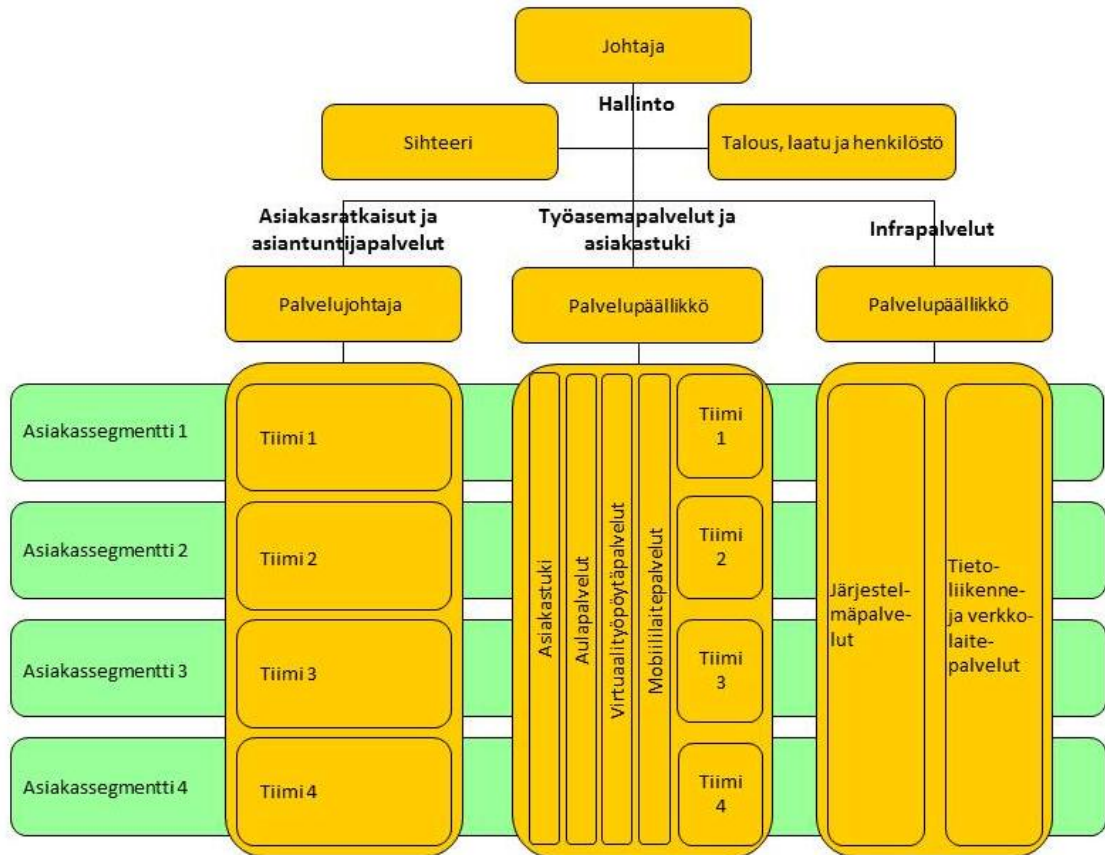 Johtaja
Hallinto
Sihteeri
Talous, laatu ja henkilöstö
Asiakasratkaisut ja
asiantuntijapalvelut
Työasemapalvelut ja
asiakastuki
Infrapalvelut
Palvelujohtaja
Palvelupäällikkö
Palvelupäällikkö
Asiakassegmentti 1
Tiimi 1
Asiakassegmentti 2
Tiimi 2
Asiakassegmentti 3
Tiimi 3
Asiakassegmentti 4
Tiimi 4
Asiakastuki
Aulapalvelut
Virtuaalityöpöytäpalvelut
Mobiililaitepalvelut
Tiimi
1
Tiimi
2
Tiimi
3
Tiimi
4
Järjestel-
mäpalve-
lut
Tieto-
liikenne-
ja verkko-
laite-
palvelut